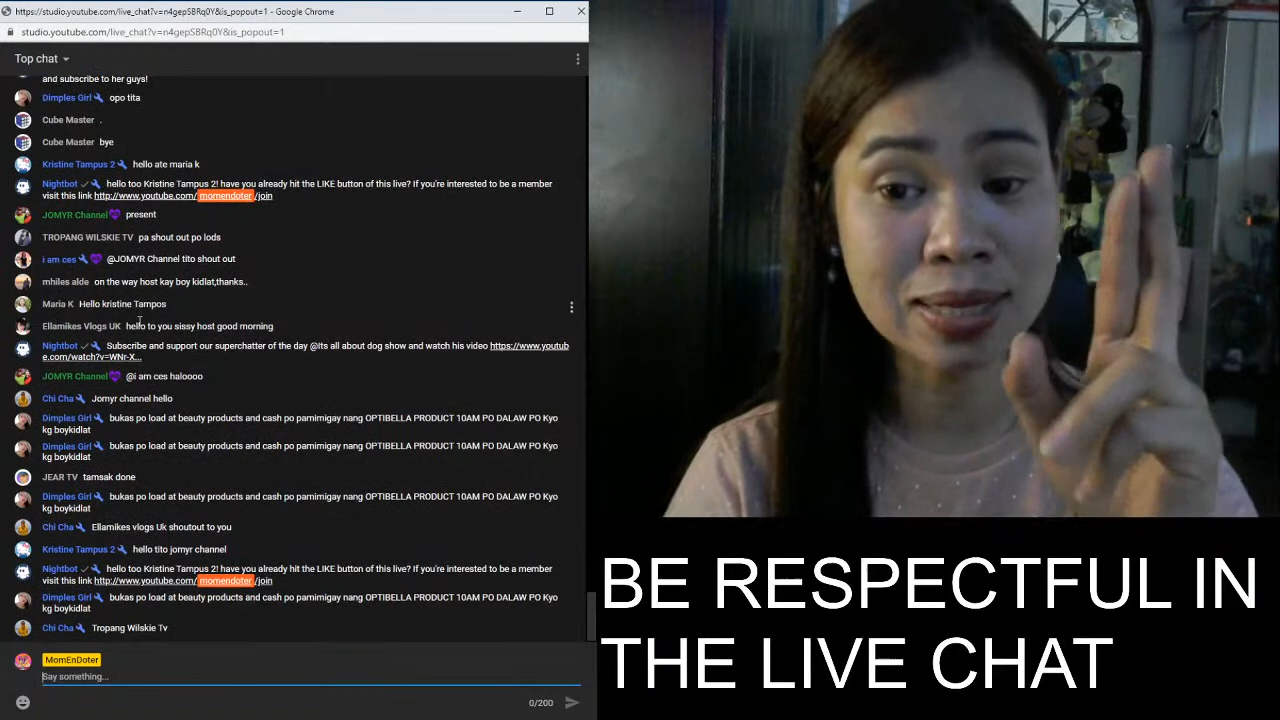 https://studio.youtube.com/live_chat?v=n4gepSBRq0Y&is_popout=1 - Google Chrome
studio.youtube.com/live_chat?v=n4gepSBRq0Y&is_popout=1
Top chat
and subscribe to her guys!
Dimples Girl opo tita
Cube Master .
Cube Master bye
Kristine Tampus 2 hello ate maria k
Nightbot hello too Kristine Tampus 2! have you already hit the LIKE button of this live? If you're interested to be a member
visit this link http://www.youtube.com/momendoter/join
JOMYR Channel present
TROPANG WILSKIE TV pa shout out po lods
i am ces @JOMYR Channel tito shout out
mhiles alde on the way host kay boy kidlat,thanks..
Maria K Hello kristine Tampos
Ellamikes Vlogs UK hello to you sissy host good morning
Nightbot Subscribe and support our superchatter of the day @Its all about dog show and watch his video https://www.youtub
e.com/watch?v=WNr-X...
JOMYR Channel @i am ces haloooo
Chi Cha Jomyr channel hello
Dimples Girl bukas po load at beauty products and cash po pamimigay nang OPTIBELLA PRODUCT 10AM PO DALAW PO Kyo
kg boykidlat
Dimples Girl bukas po load at beauty products and cash po pamimigay nang OPTIBELLA PRODUCT 10AM PO DALAW PO Kyo
kg boykidlat
JEAR TV tamsak done
Dimples Girl bukas po load at beauty products and cash po pamimigay nang OPTIBELLA PRODUCT 10AM PO DALAW PO Kyo
kg boykidlat
Chi Cha Ellamikes vlogs Uk shoutout to you
Kristine Tampus 2 hello tito jomyr channel
Nightbot hello too Kristine Tampus 2! have you already hit the LIKE button of this live? If you're interested to be a member
visit this link http://www.youtube.com/momendoter/join
Dimples Girl bukas po load at beauty products and cash po pamimigay nang OPTIBELLA PRODUCT 10AM PO DALAW PO Kyo
kg boykidlat
Chi Cha Tropang Wilskie Tv
MomEnDoter
Say something...
0/200
BE RESPECTFUL IN
THE LIVE CHAT